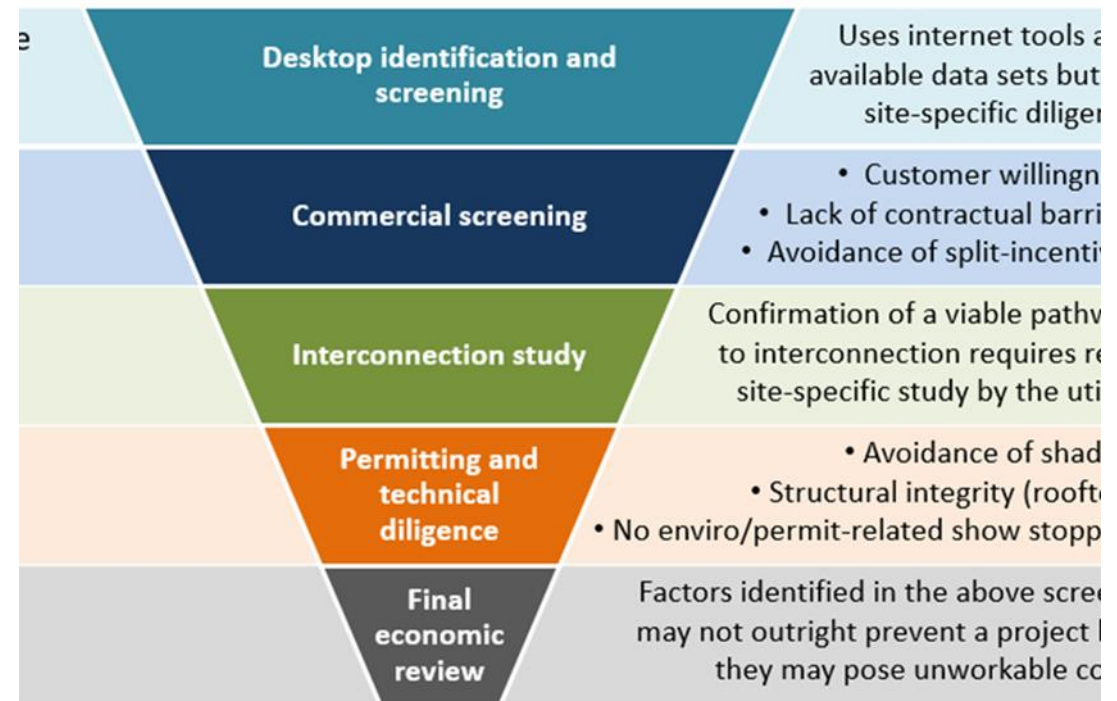 e
Desktop identification and
screening
Uses internet tools a
available data sets but
site-specific diliger
Commercial screening
• Customer willingn
• Lack of contractual barri
• Avoidance of split-incentiv
Interconnection study
Confirmation of a viable pathw
to interconnection requires re
site-specific study by the uti
Permitting and
technical
diligence
• Avoidance of shad
• Structural integrity (roofte
• No enviro/permit-related show stopp
Final
economic
review
Factors identified in the above scree
may not outright prevent a project
they may pose unworkable co